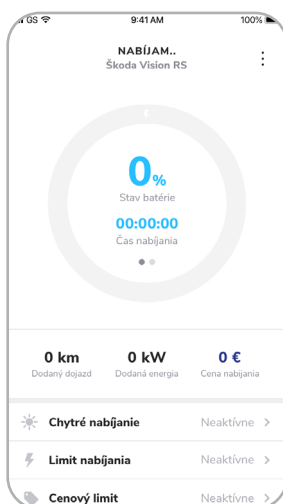 GS 9:41 AM 100%
NABÍJAM..
Škoda Vision RS
0%
Stav batérie
00:00:00
Čas nabíjania
0 km 0 kW 0 €
Dodaný dojazd Dodaná energia Cena nabijania
Chytré nabíjanie Neaktívne
Limit nabíjania Neaktívne
Cenový limit Neaktívne